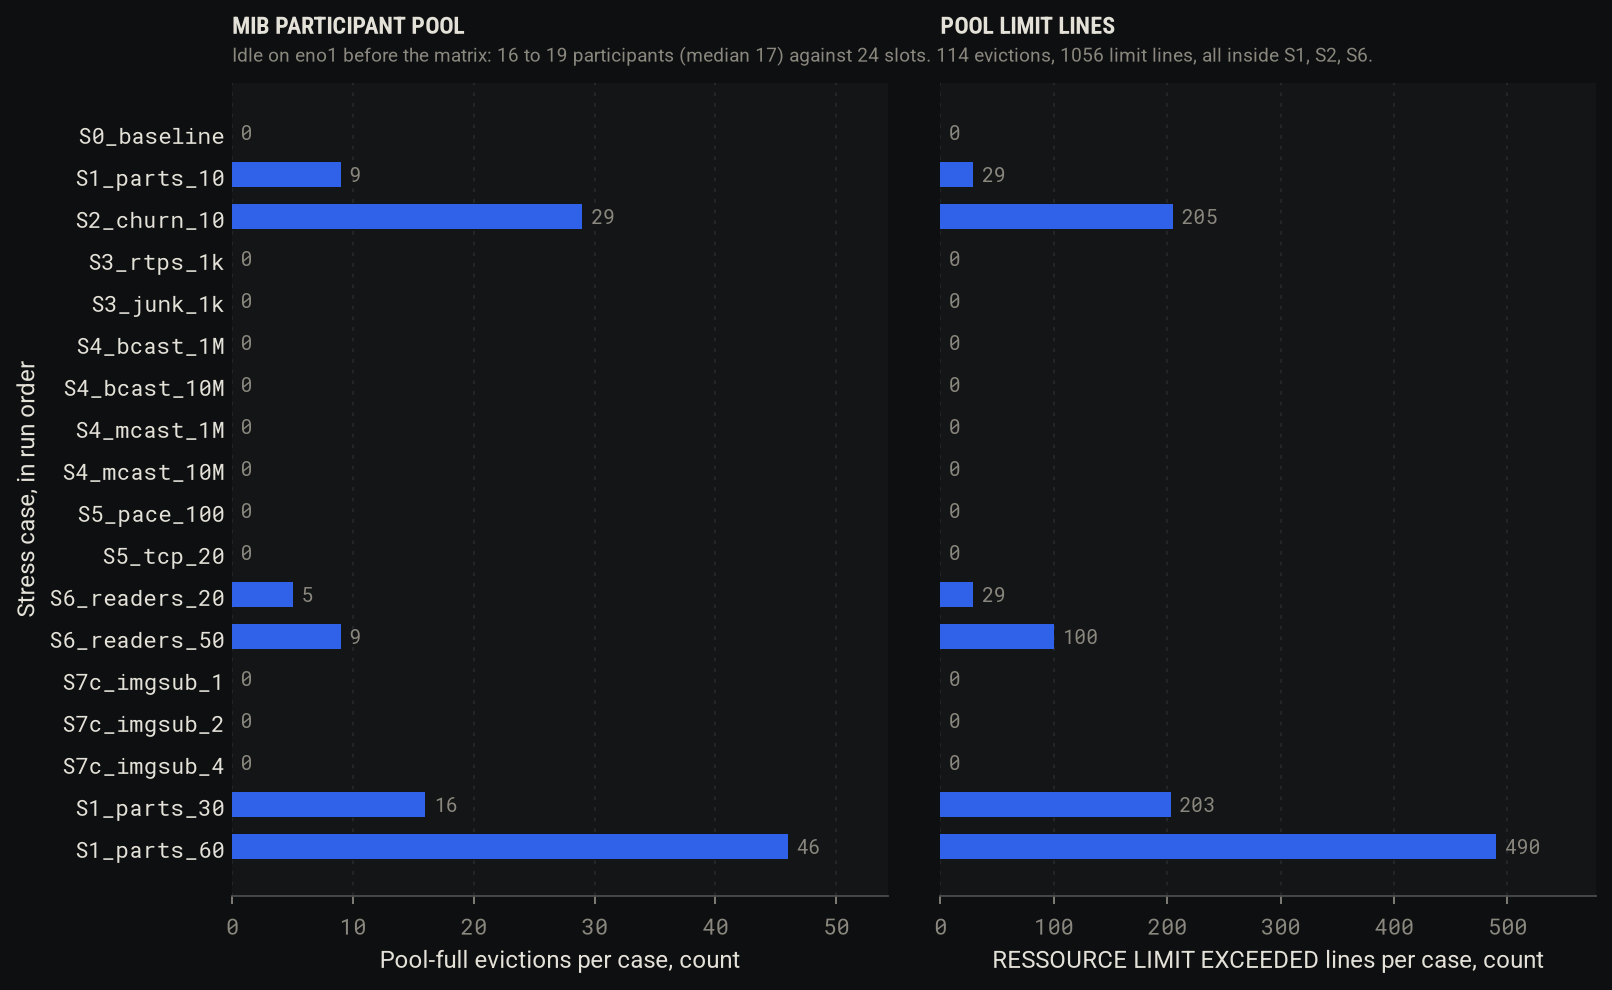 MIB PARTICIPANT POOL
POOL LIMIT LINES
Idle on eno1 before the matrix: 16 to 19 participants (median 17) against 24 slots. 114 evictions, 1056 limit lines, all inside S1, S2, S6.
Stress case, in run order
S0_baseline 0 0
S1_parts_10 9 29
S2_churn_10 29 205
S3_rtps_1k 0 0
S3_junk_1k 0 0
S4_bcast_1M 0 0
S4_bcast_10M 0 0
S4_mcast_1M 0 0
S4_mcast_10M 0 0
S5_pace_100 0 0
S5_tcp_20 0 0
S6_readers_20 5 29
S6_readers_50 9 100
S7c_imgsub_1 0 0
S7c_imgsub_2 0 0
S7c_imgsub_4 0 0
S1_parts_30 16 203
S1_parts_60 46 490
0 10 20 30 40 50
0 100 200 300 400 500
Pool-full evictions per case, count
RESSOURCE LIMIT EXCEEDED lines per case, count